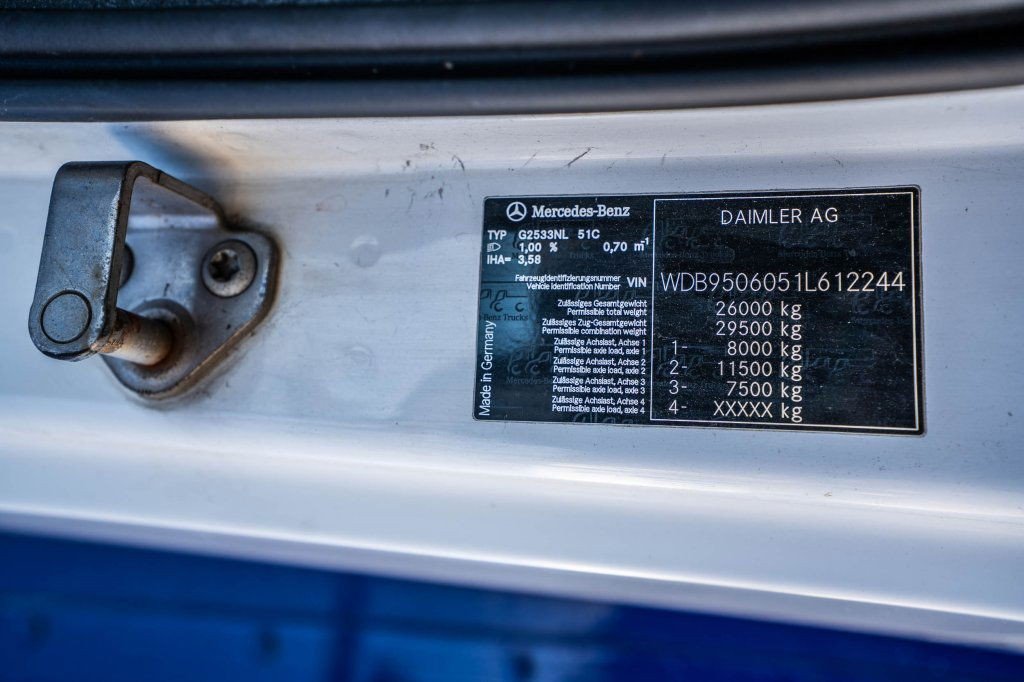 Mercedes-Benz
TYP G2533NL 51C
1,00 % 0,70 m-1
IHA= 3,58
DAIMLER AG
Fahrzeugidentifizierungsnummer
Vehicle Identification Number VIN
WDB9506051L612244
Zulässiges Gesamtgewicht
Permissible total weight
26000 kg
Zulässiges Zug-Gesamtgewicht
Permissible combination weight
29500 kg
Zulässige Achslast, Achse 1
Permissible axle load, axle 1
1- 8000 kg
Zulässige Achslast, Achse 2
Permissible axle load, axle 2
2- 11500 kg
Zulässige Achslast, Achse 3
Permissible axle load, axle 3
3- 7500 kg
Zulässige Achslast, Achse 4
Permissible axle load, axle 4
4- XXXXX kg
Made in Germany